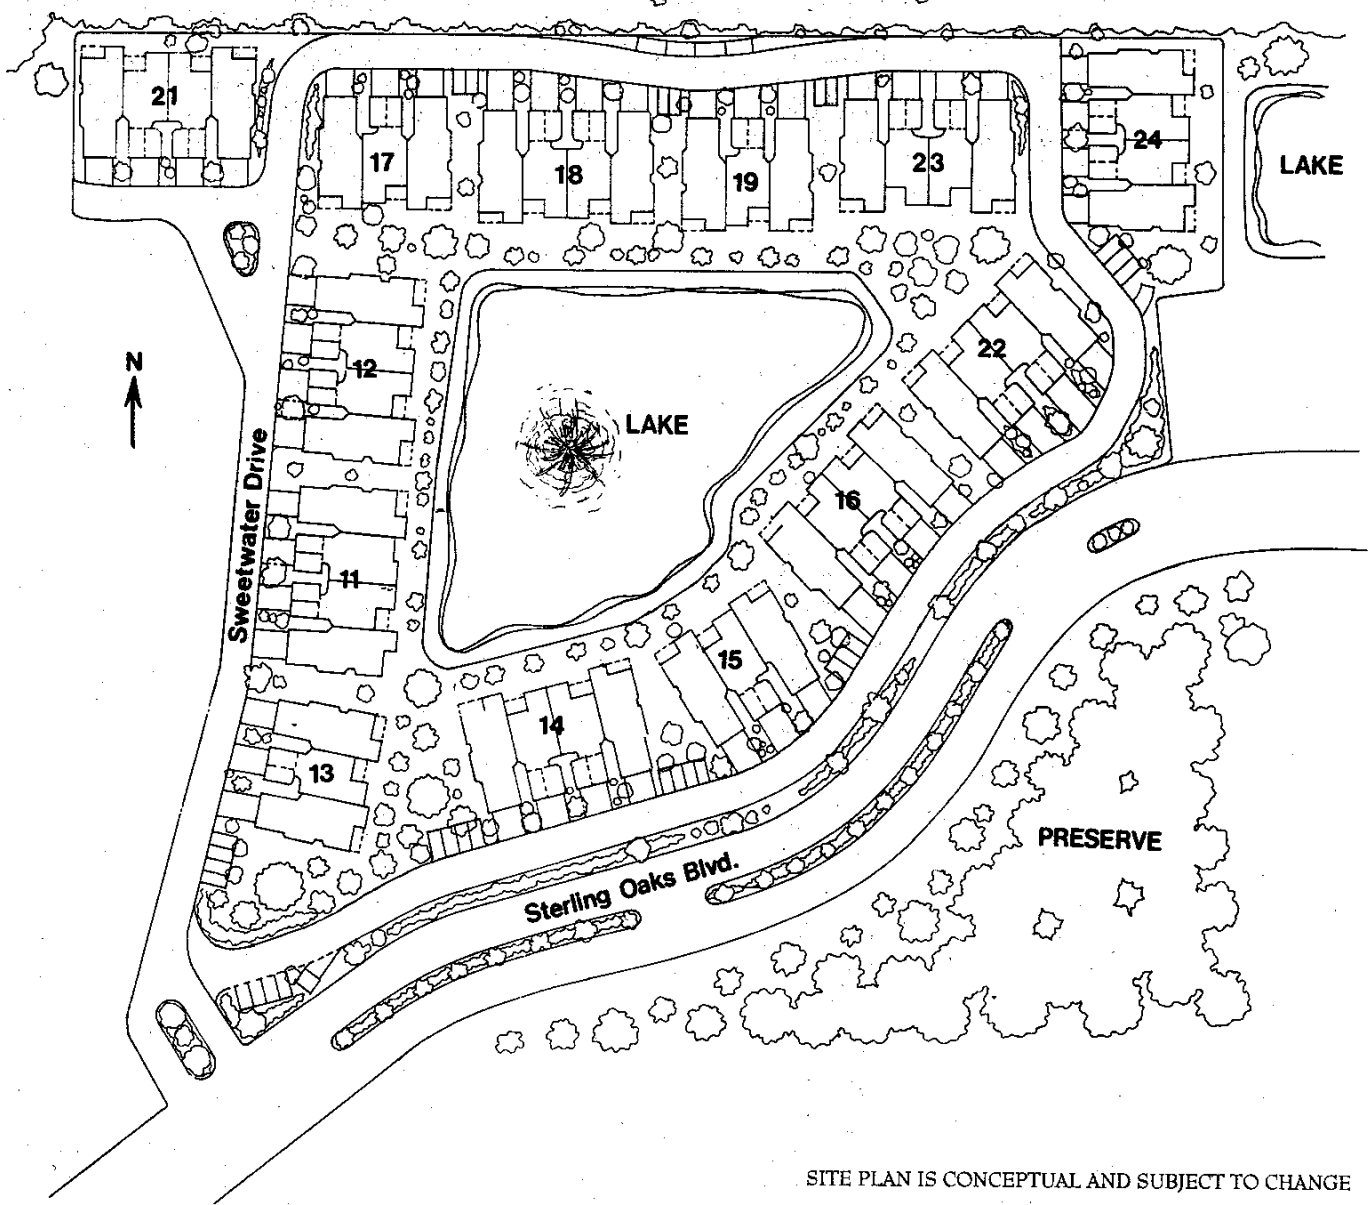 21
17
18
19
23
24
LAKE
N
12
22
LAKE
Sweetwater Drive
16
11
15
14
13
PRESERVE
Sterling Oaks Blvd.
SITE PLAN IS CONCEPTUAL AND SUBJECT TO CHANGE